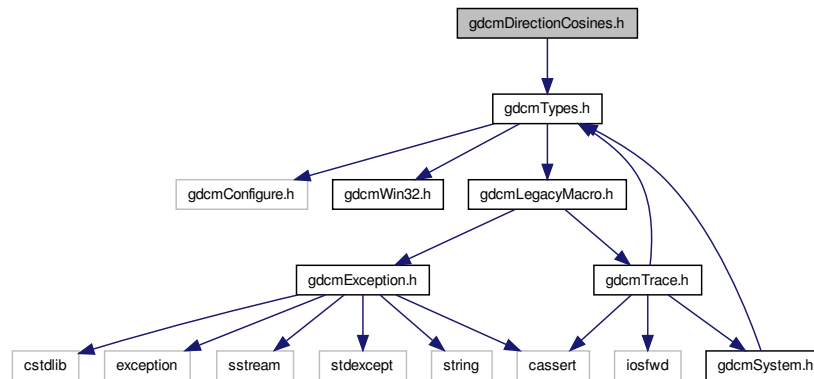 gdcmDirectionCosines.h
gdcmTypes.h
gdcmConfigure.h
gdcmWin32.h
gdcmLegacyMacro.h
gdcmException.h
gdcmTrace.h
cstdlib
exception
sstream
stdexcept
string
cassert
iosfwd
gdcmSystem.h